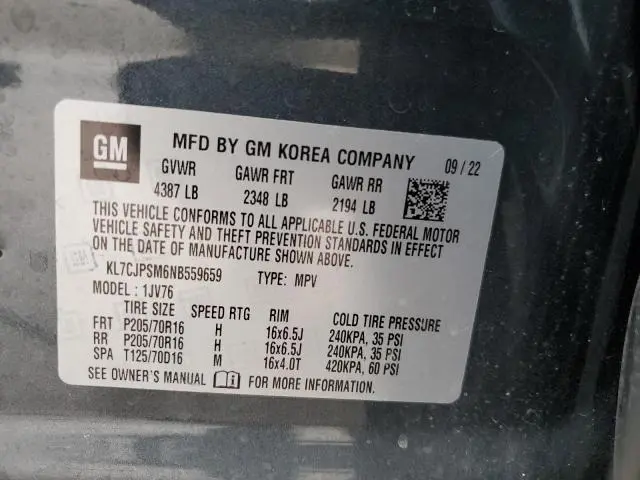 GM
MFD BY GM KOREA COMPANY 09/22
GVWR GAWR FRT GAWR RR
4387 LB 2348 LB 2194 LB
THIS VEHICLE CONFORMS TO ALL APPLICABLE U.S. FEDERAL MOTOR
VEHICLE SAFETY AND THEFT PREVENTION STANDARDS IN EFFECT
ON THE DATE OF MANUFACTURE SHOWN ABOVE.
KL7CJPSM6NB559659 TYPE: MPV
MODEL: 1JV76
TIRE SIZE SPEED RTG RIM COLD TIRE PRESSURE
FRT P205/70R16 H 16x6.5J 240KPA, 35 PSI
RR P205/70R16 H 16x6.5J 240KPA, 35 PSI
SPA T125/70D16 M 16x4.0T 420KPA, 60 PSI
SEE OWNER'S MANUAL FOR MORE INFORMATION.